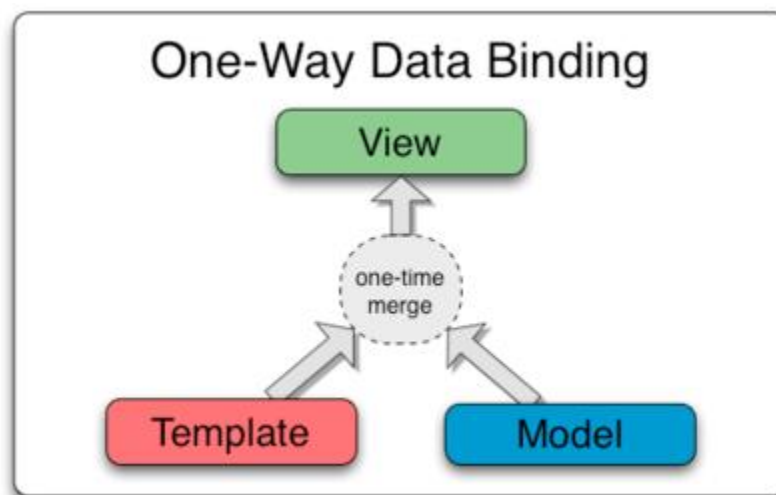 One-Way Data Binding
View
one-time
merge
Template
Model